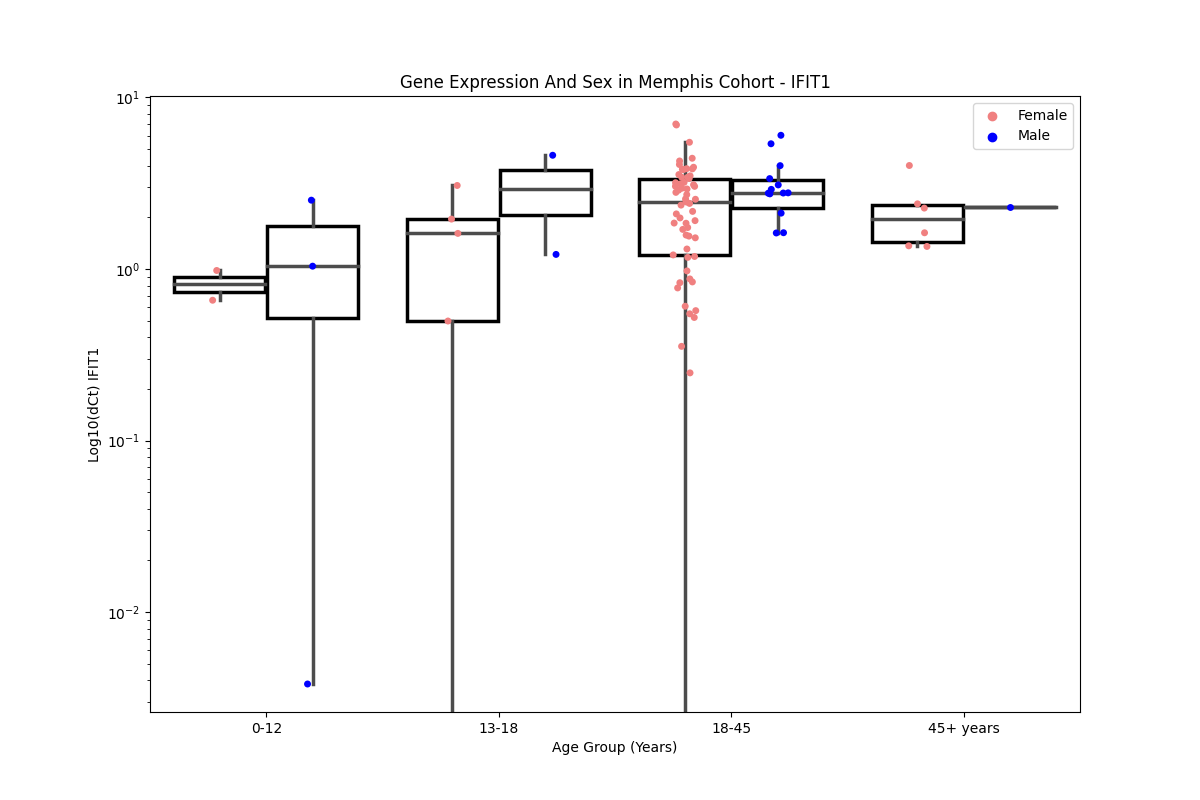 Gene Expression And Sex in Memphis Cohort - IFIT1
10¹
10⁰
10⁻¹
10⁻²
Log10(dCt) IFIT1
Female
Male
0-12
13-18
18-45
45+ years
Age Group (Years)